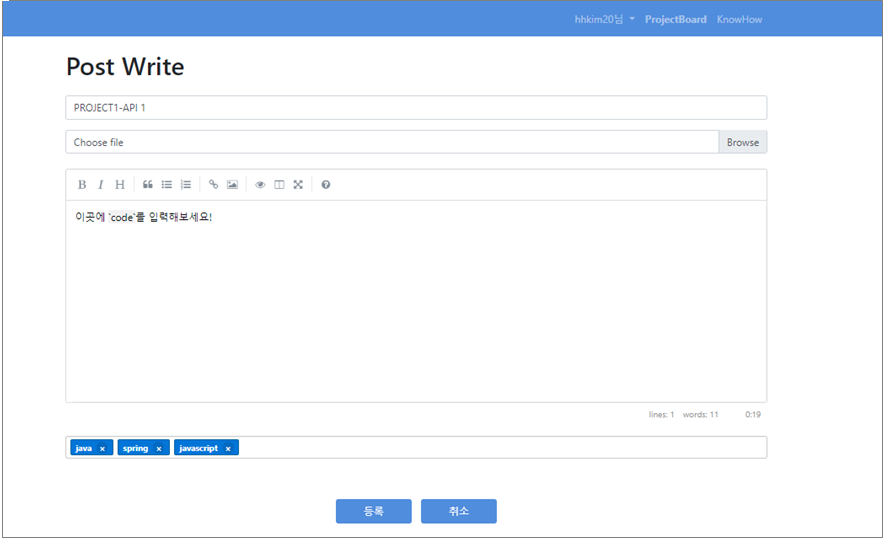 hhkim20님 ProjectBoard KnowHow
Post Write
PROJECT1-API 1
Choose file Browse
B I H
이곳에 `code`를 입력해보세요!
lines: 1 words: 11 0:19
java × spring × javascript ×
등록 취소